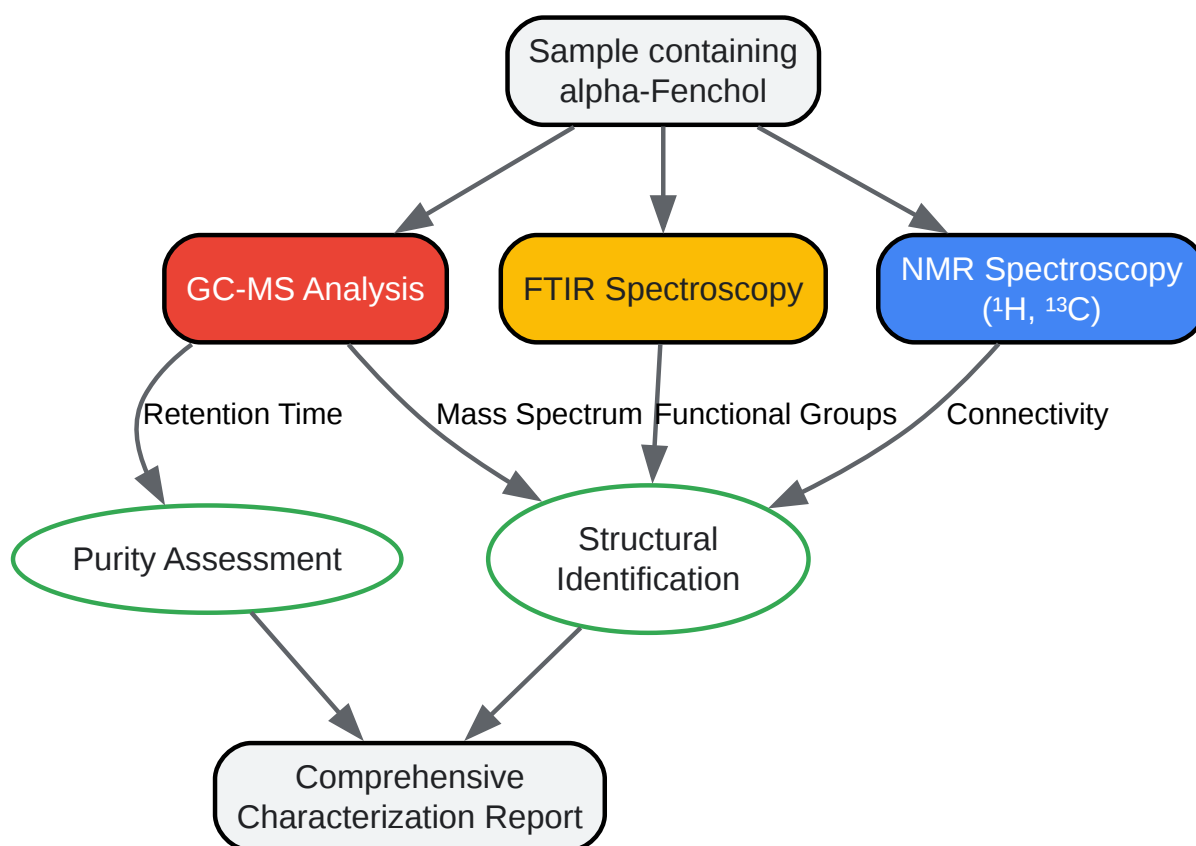 Sample containing
alpha-Fenchol
GC-MS Analysis
FTIR Spectroscopy
NMR Spectroscopy
(¹H, ¹³C)
Retention Time
Mass Spectrum
Functional Groups
Connectivity
Purity Assessment
Structural
Identification
Comprehensive
Characterization Report